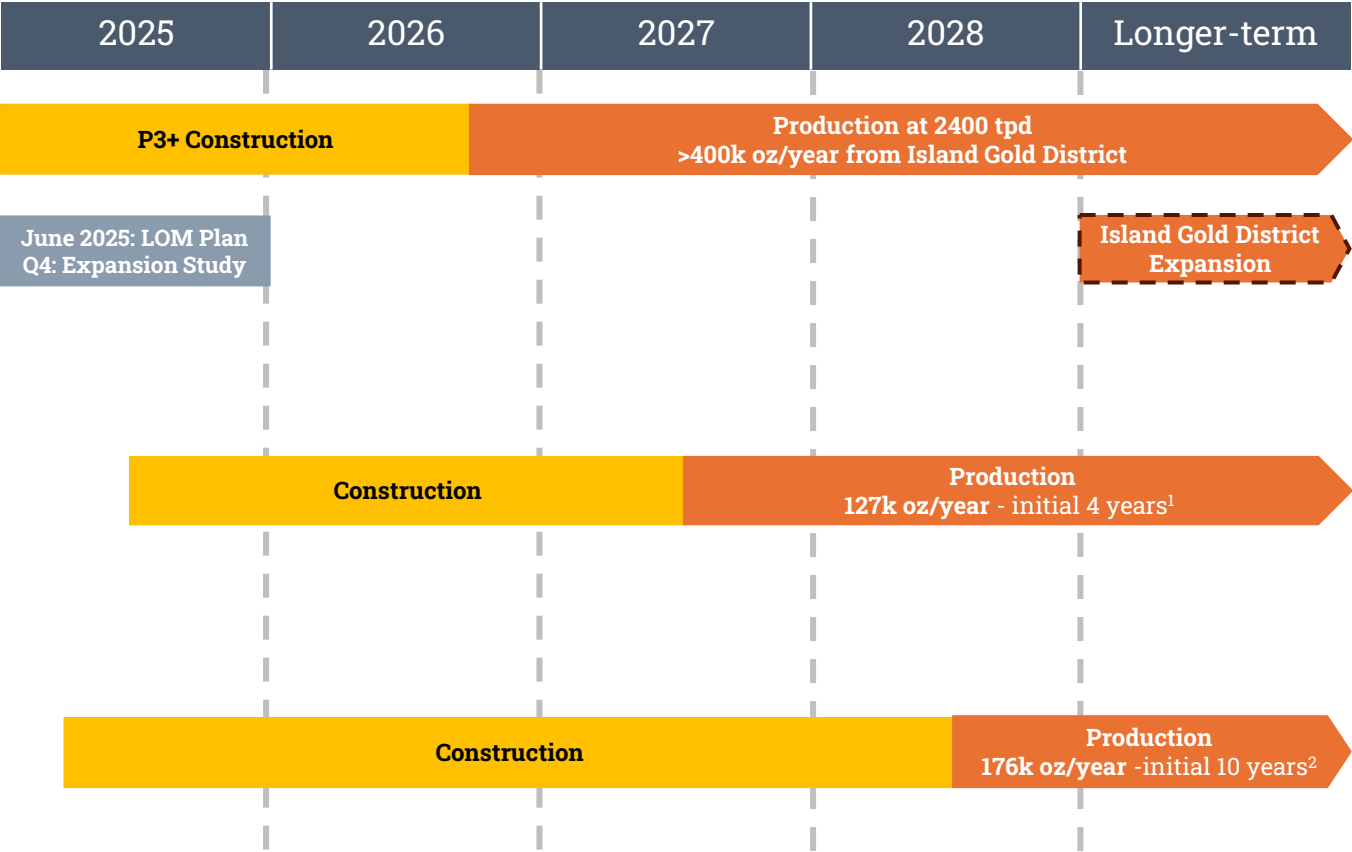 2025
2026
2027
2028
Longer-term
P3+ Construction
Production at 2400 tpd
>400k oz/year from Island Gold District
June 2025: LOM Plan
Q4: Expansion Study
Island Gold District
Expansion
Construction
Production
127k oz/year - initial 4 years¹
Construction
Production
176k oz/year -initial 10 years²